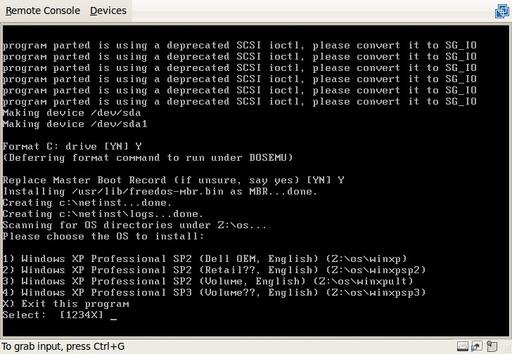 Remote Console Devices
program parted is using a deprecated SCSI ioctl, please convert it to SG_IO
program parted is using a deprecated SCSI ioctl, please convert it to SG_IO
program parted is using a deprecated SCSI ioctl, please convert it to SG_IO
program parted is using a deprecated SCSI ioctl, please convert it to SG_IO
program parted is using a deprecated SCSI ioctl, please convert it to SG_IO
program parted is using a deprecated SCSI ioctl, please convert it to SG_IO
Making device /dev/sda
Making device /dev/sda1
Format C: drive [YN] Y
(Deferring format command to run under DOSEMU)
Replace Master Boot Record (if unsure, say yes) [YN] Y
Installing /usr/lib/freedos-mbr.bin as MBR...done.
Creating c:\netinst...done.
Creating c:\netinst\logs...done.
Scanning for OS directories under Z:\os...
Please choose the OS to install:
1) Windows XP Professional SP2 (Dell OEM, English) (Z:\os\winxp)
2) Windows XP Professional SP2 (Retail??, English) (Z:\os\winxpsp2)
3) Windows XP Professional SP2 (Volume, English) (Z:\os\winxpult)
4) Windows XP Professional SP3 (Volume??, English) (Z:\os\winxpsp3)
X) Exit this program
Select: [1234X] _
To grab input, press Ctrl+G